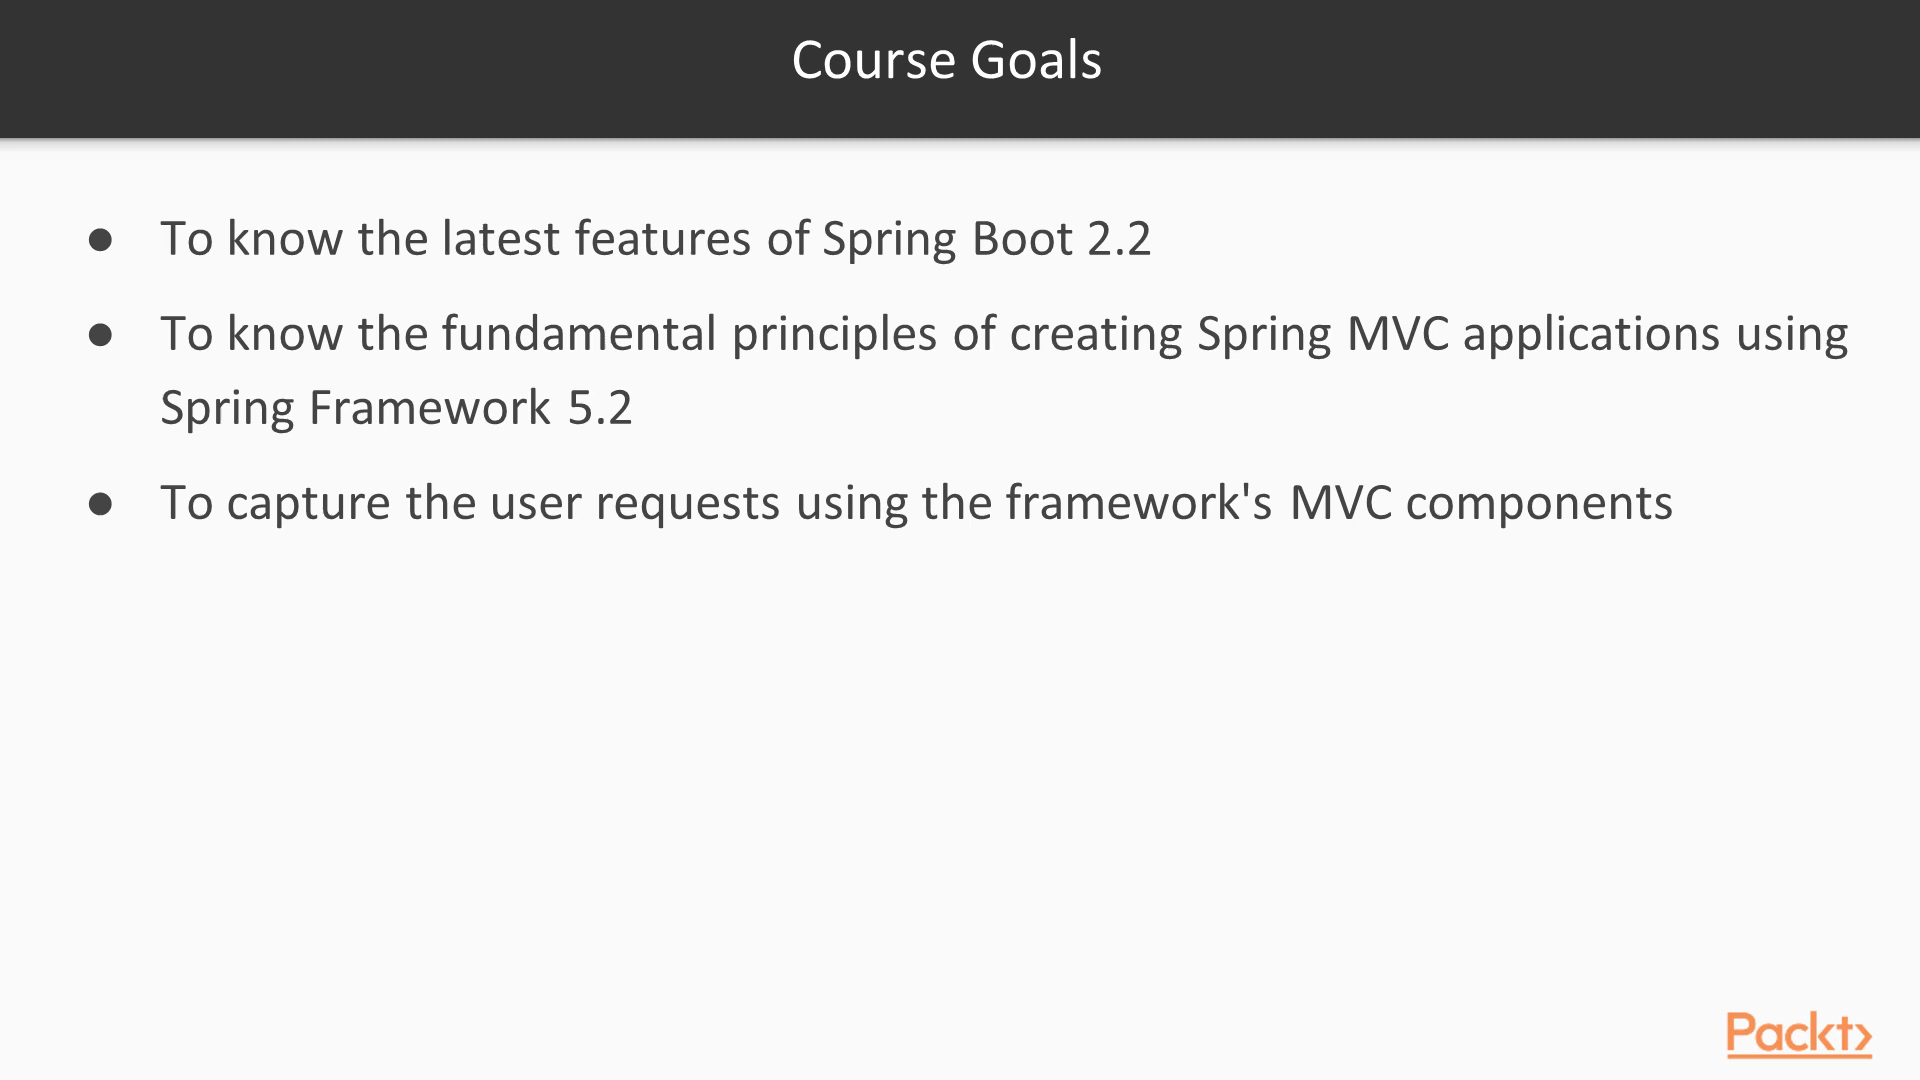 Course Goals
● To know the latest features of Spring Boot 2.2
● To know the fundamental principles of creating Spring MVC applications using
Spring Framework 5.2
● To capture the user requests using the framework's MVC components
Packt>